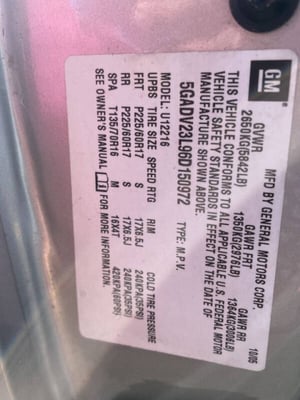 GM
MFD BY GENERAL MOTORS CORP. 10/05
GVWR GAWR FRT GAWR RR
2650KG(5842LB) 1350KG(2976LB) 1364KG(3006LB)
THIS VEHICLE CONFORMS TO ALL APPLICABLE U.S. FEDERAL MOTOR
VEHICLE SAFETY STANDARDS IN EFFECT ON THE DATE OF
MANUFACTURE SHOWN ABOVE.
5GADV23L96D150972 TYPE: M.P.V.
MODEL: U12216
UPBS TIRE SIZE SPEED RTG RIM COLD TIRE PRESSURE
FRT P225/60R17 S 17X6.5J 240KPA(35PSI)
RR P225/60R17 S 17X6.5J 240KPA(35PSI)
SPA T135/70R16 M 16X4T 420KPA(60PSI)
SEE OWNER'S MANUAL FOR MORE INFORMATION.